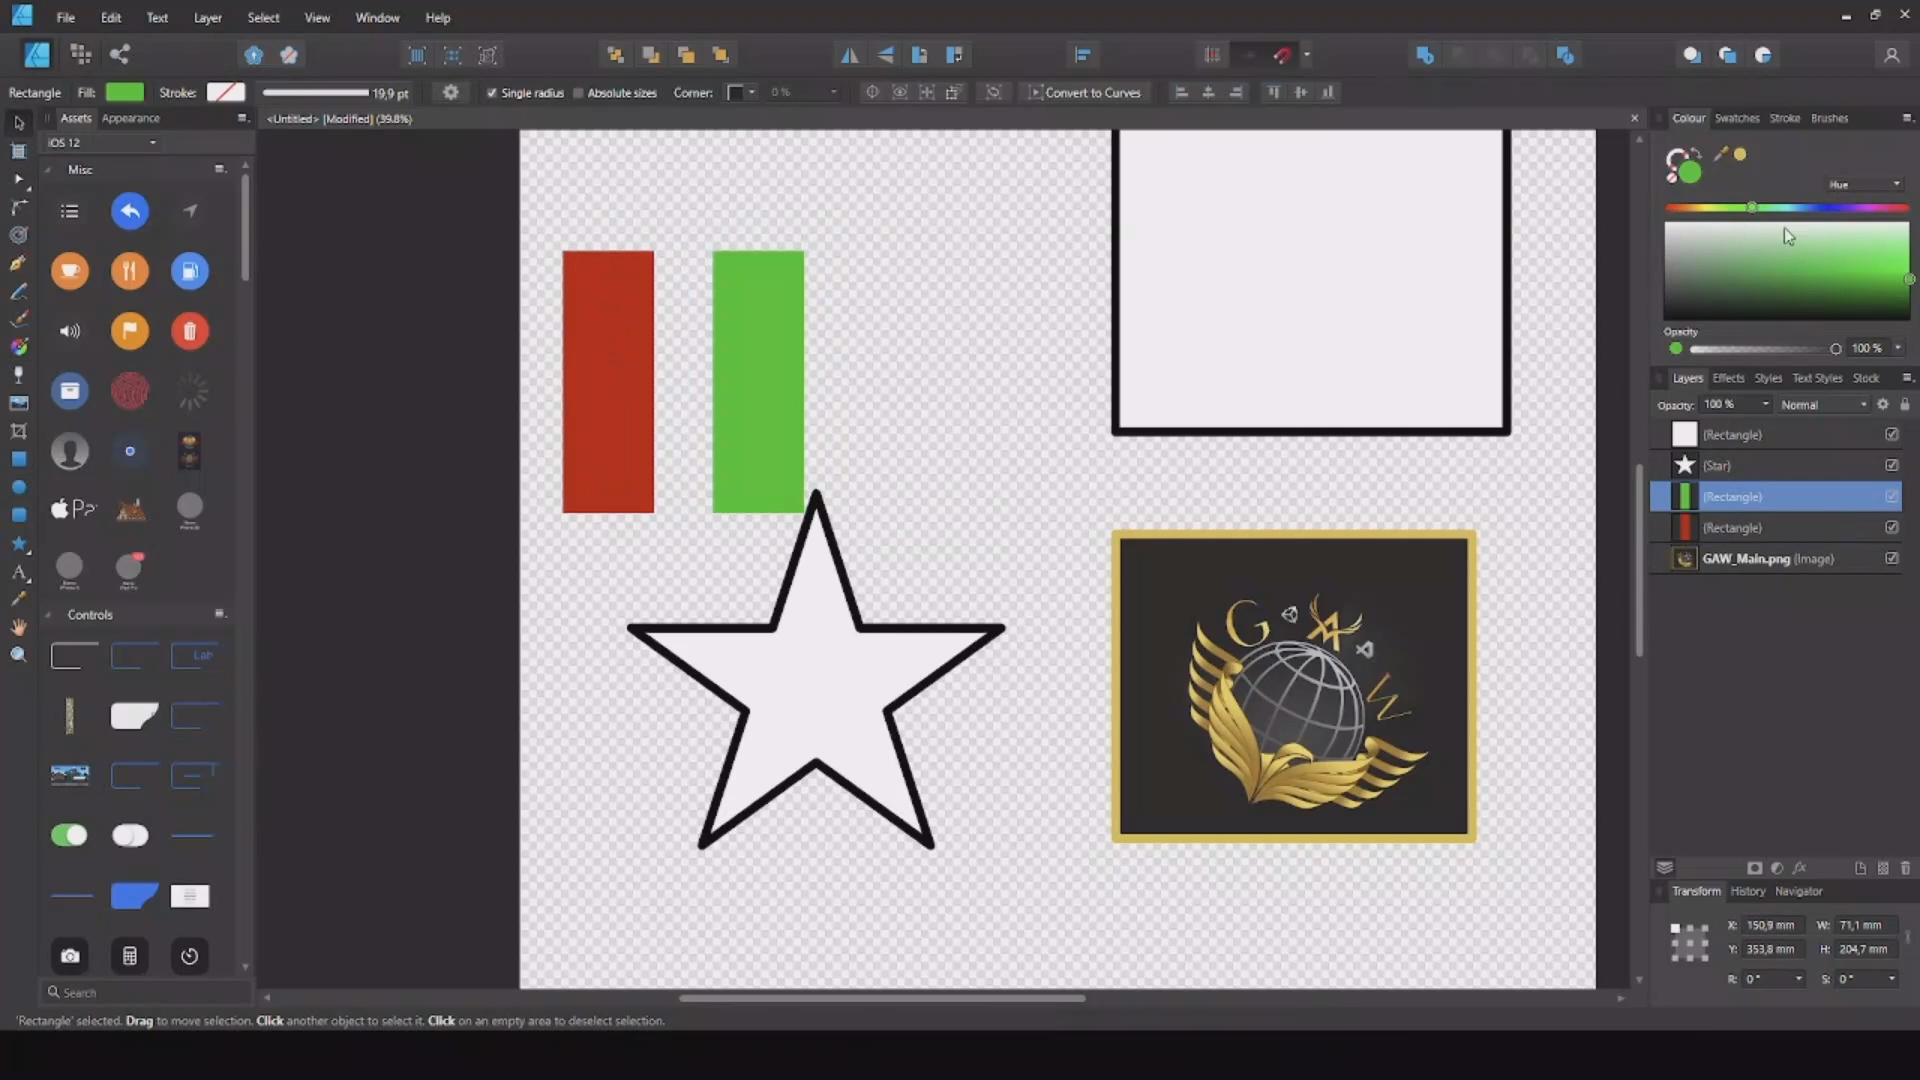 File Edit Text Layer Select View Window Help
Rectangle Fill: Stroke: 19,9 pt Single radius Absolute sizes Corner: 0 % Convert to Curves
Assets Appearance
<Untitled> [Modified] (39.8%)
Colour Swatches Stroke Brushes
iOS 12
Misc
Hue
Opacity
100 %
Layers Effects Styles Text Styles Stock
Opacity: 100 % Normal
(Rectangle)
(Star)
(Rectangle)
(Rectangle)
GAW_Main.png (Image)
G A W
Controls
Lab
Transform History Navigator
X: 150,9 mm W: 71,1 mm
Y: 353,8 mm H: 204,7 mm
R: 0 ° S: 0 °
Search
'Rectangle' selected. Drag to move selection. Click another object to select it. Click on an empty area to deselect selection.